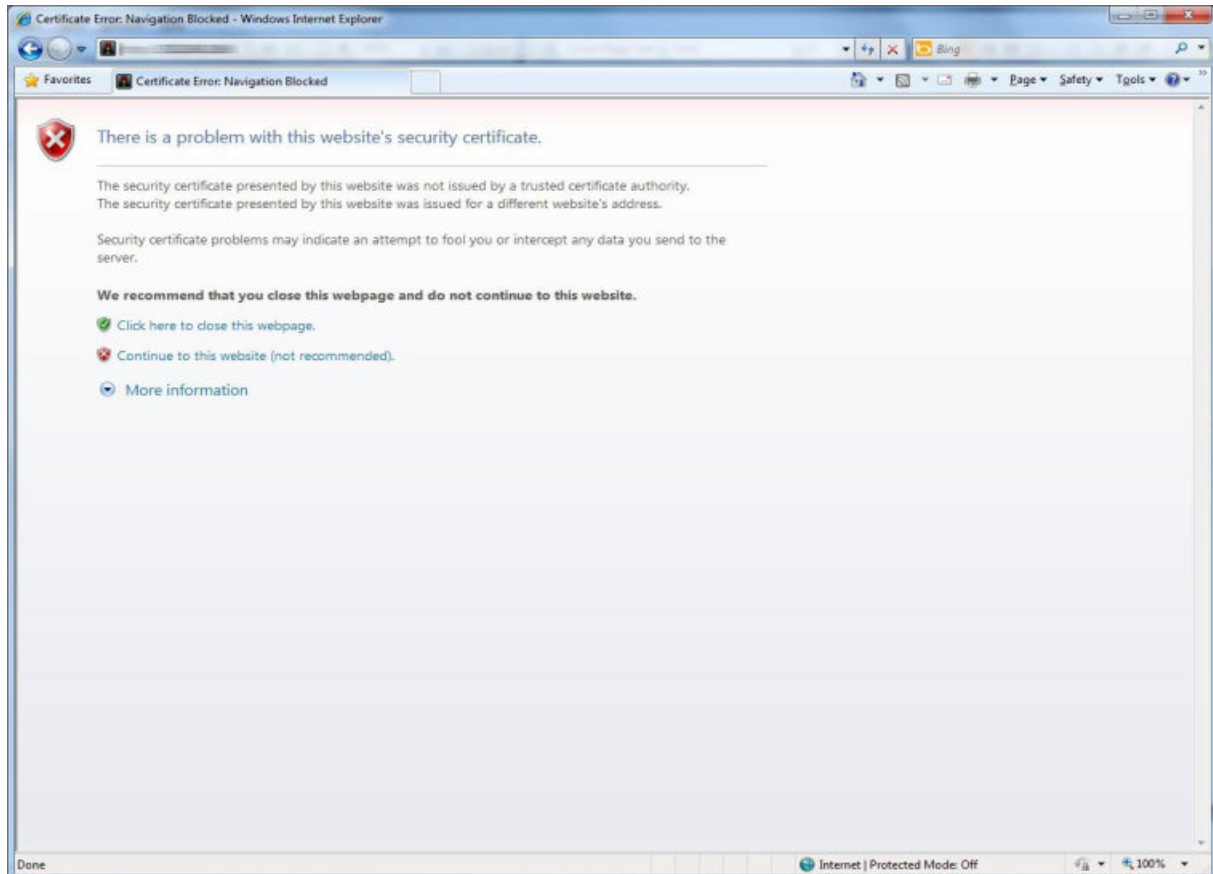 Certificate Error: Navigation Blocked - Windows Internet Explorer
Bing
Favorites Certificate Error: Navigation Blocked Page Safety Tools
There is a problem with this website's security certificate.
The security certificate presented by this website was not issued by a trusted certificate authority.
The security certificate presented by this website was issued for a different website's address.
Security certificate problems may indicate an attempt to fool you or intercept any data you send to the
server.
We recommend that you close this webpage and do not continue to this website.
Click here to close this webpage.
Continue to this website (not recommended).
More information
Done Internet | Protected Mode: Off 100%